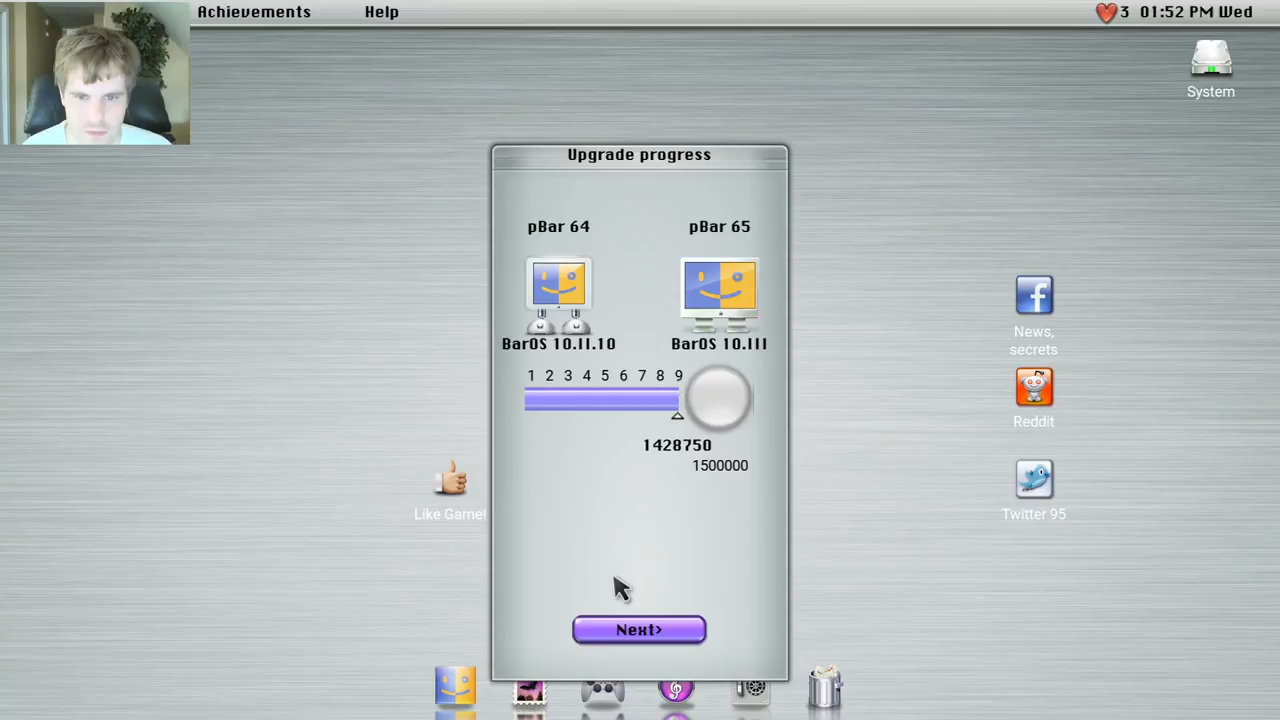 Achievements Help 3 01:52 PM Wed
System
Upgrade progress
pBar 64 pBar 65
BarOS 10.11.10 BarOS 10.111
1 2 3 4 5 6 7 8 9
1428750
1500000
Next>
News,
secrets
Reddit
Like Game!
Twitter 95